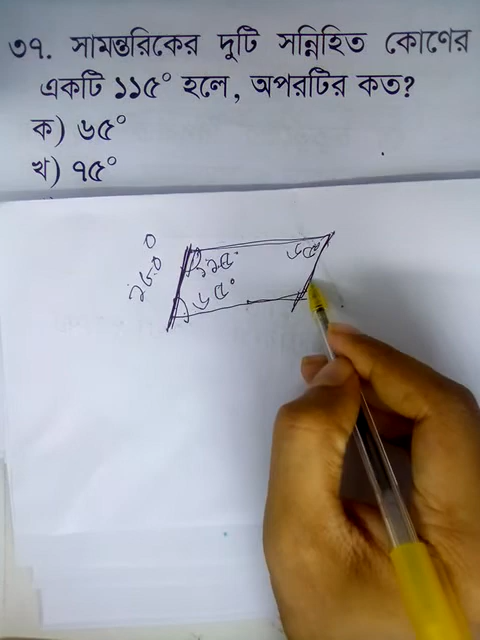 ৩৭. সামন্তরিকের দুটি সন্নিহিত কোণের
একটি ১১৫° হলে, অপরটির কত?
ক) ৬৫°
খ) ৭৫°
১৮০°
১১৫°
৬৫°
৬৫°